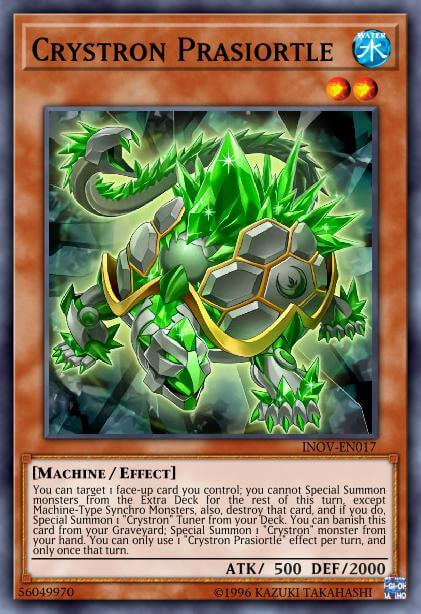 CRYSTRON PRASIORTLE
WATER
水
INOV-EN017
[MACHINE / EFFECT]
You can target 1 face-up card you control; you cannot Special Summon
monsters from the Extra Deck for the rest of this turn, except
Machine-Type Synchro Monsters, also, destroy that card, and if you do,
Special Summon 1 "Crystron" Tuner from your Deck. You can banish
this card from your Graveyard; Special Summon 1 "Crystron" monster from
your hand. You can only use 1 "Crystron Prasiortle" effect per turn, and
only once that turn.
ATK/ 500 DEF/2000
56049970
©1996 KAZUKI TAKAHASHI